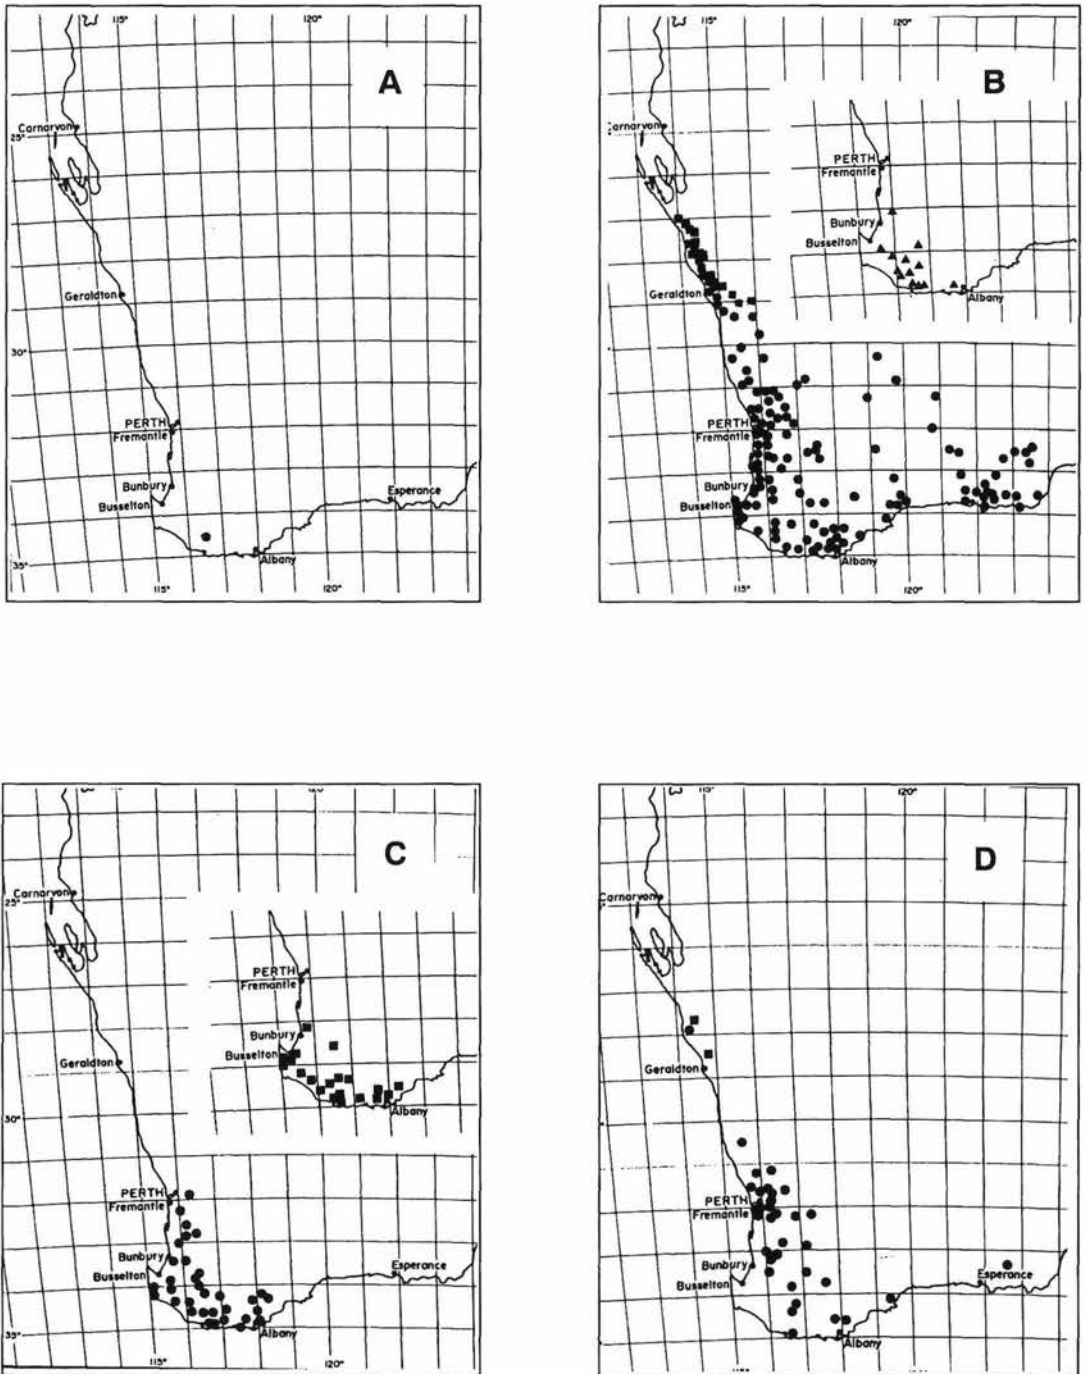 115°
120°
A
Carnarvon
25°
Geraldton
30°
PERTH
Fremantle
Bunbury
Busselton
Esperance
Albany
35°
115°
120°
115°
120°
B
Carnarvon
PERTH
Fremantle
Bunbury
Busselton
Albany
Geraldton
PERTH
Fremantle
Bunbury
Busselton
Albany
115°
120°
C
Carnarvon
25°
PERTH
Fremantle
Bunbury
Busselton
Albany
Geraldton
30°
PERTH
Fremantle
Bunbury
Busselton
Esperance
Albany
35°
115°
120°
115°
120°
D
Carnarvon
Geraldton
PERTH
Fremantle
Bunbury
Busselton
Esperance
Albany